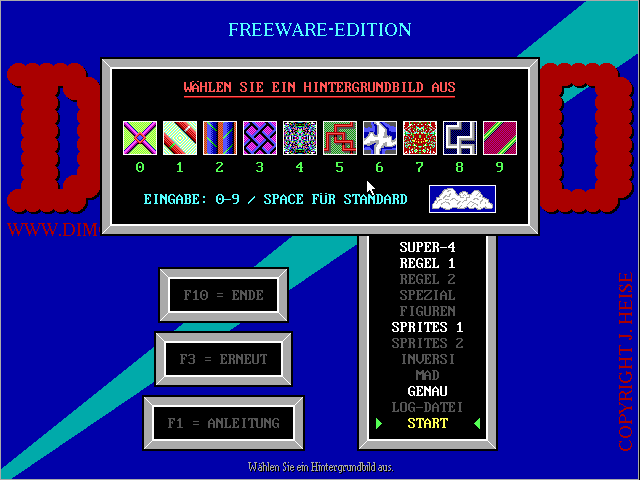 FREEWARE-EDITION
WÄHLEN SIE EIN HINTERGRUNDBILD AUS
0 1 2 3 4 5 6 7 8 9
EINGABE: 0-9 / SPACE FÜR STANDARD
D O
WWW.DIM
SUPER-4
REGEL 1
REGEL 2
SPEZIAL
FIGUREN
SPRITES 1
SPRITES 2
INVERSI
MAD
GENAU
LOG-DATEI
START
F10 = ENDE
F3 = ERNEUT
F1 = ANLEITUNG
COPYRIGHT J. HEISE
Wählen Sie ein Hintergrundbild aus.